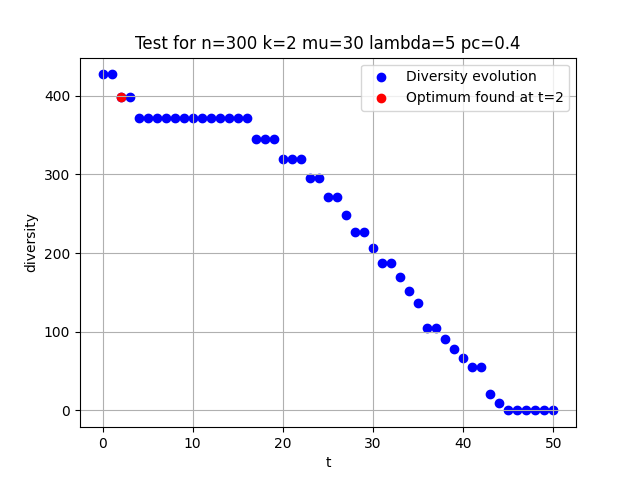 Test for n=300 k=2 mu=30 lambda=5 pc=0.4
Diversity evolution
Optimum found at t=2
diversity
400
300
200
100
0
0 10 20 30 40 50
t